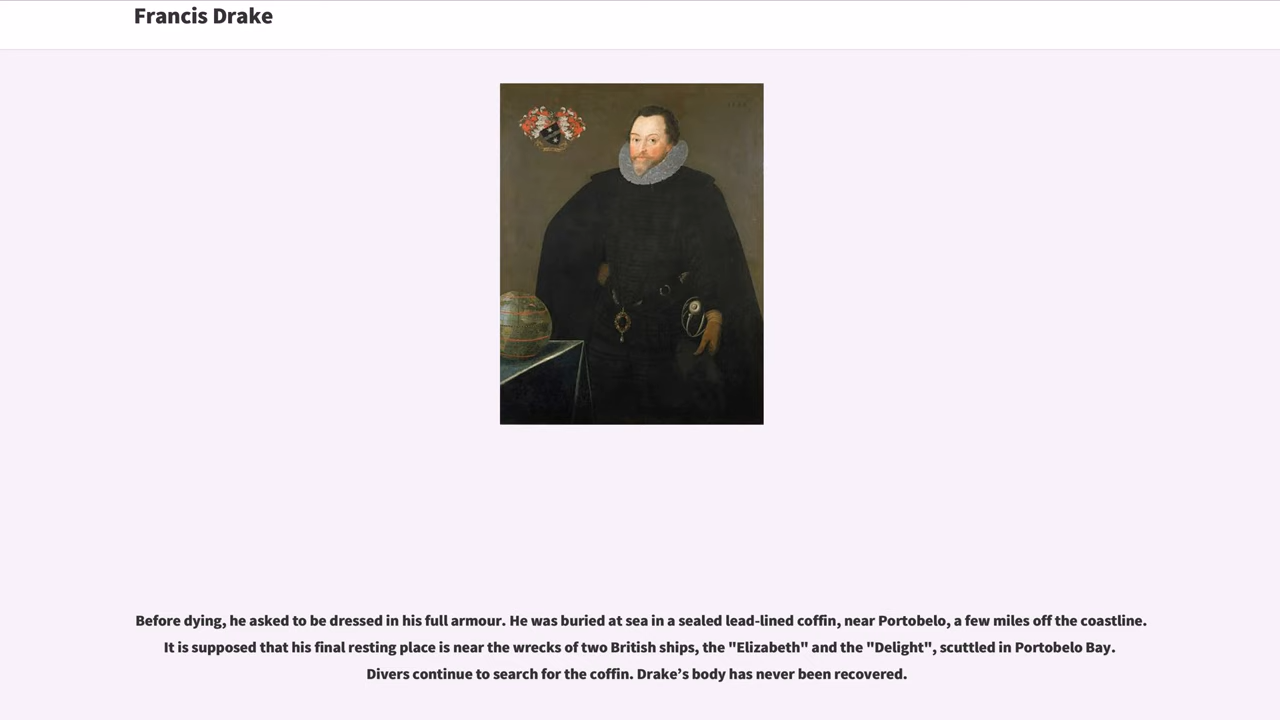 Francis Drake
Before dying, he asked to be dressed in his full armour. He was buried at sea in a sealed lead-lined coffin, near Portobelo, a few miles off the coastline.
It is supposed that his final resting place is near the wrecks of two British ships, the "Elizabeth" and the "Delight", scuttled in Portobelo Bay.
Divers continue to search for the coffin. Drake’s body has never been recovered.